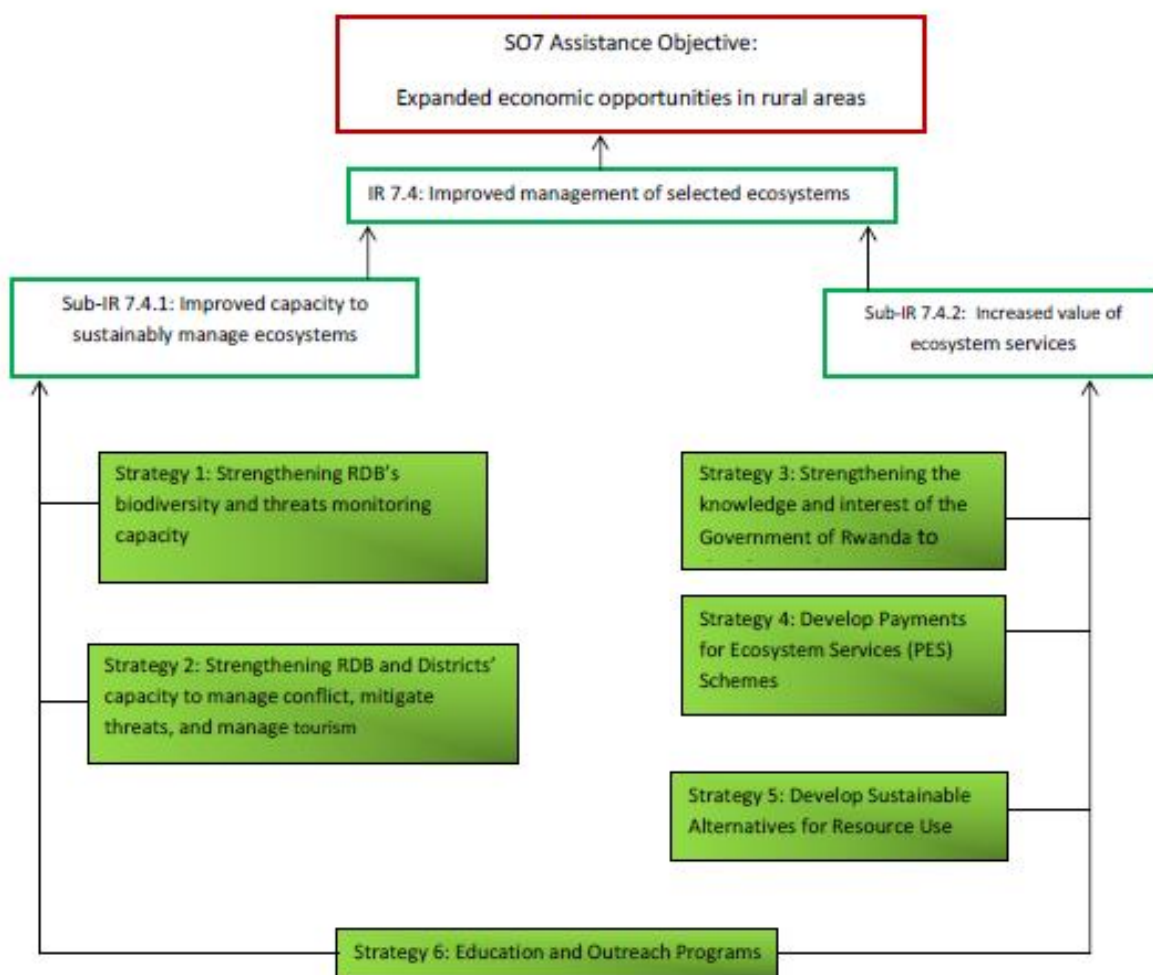 SO7 Assistance Objective:
Expanded economic opportunities in rural areas
IR 7.4: Improved management of selected ecosystems
Sub-IR 7.4.1: Improved capacity to
sustainably manage ecosystems
Sub-IR 7.4.2: Increased value of
ecosystem services
Strategy 1: Strengthening RDB's
biodiversity and threats monitoring
capacity
Strategy 2: Strengthening RDB and Districts'
capacity to manage conflict, mitigate
threats, and manage tourism
Strategy 3: Strengthening the
knowledge and interest of the
Government of Rwanda to
Strategy 4: Develop Payments
for Ecosystem Services (PES)
Schemes
Strategy 5: Develop Sustainable
Alternatives for Resource Use
Strategy 6: Education and Outreach Programs